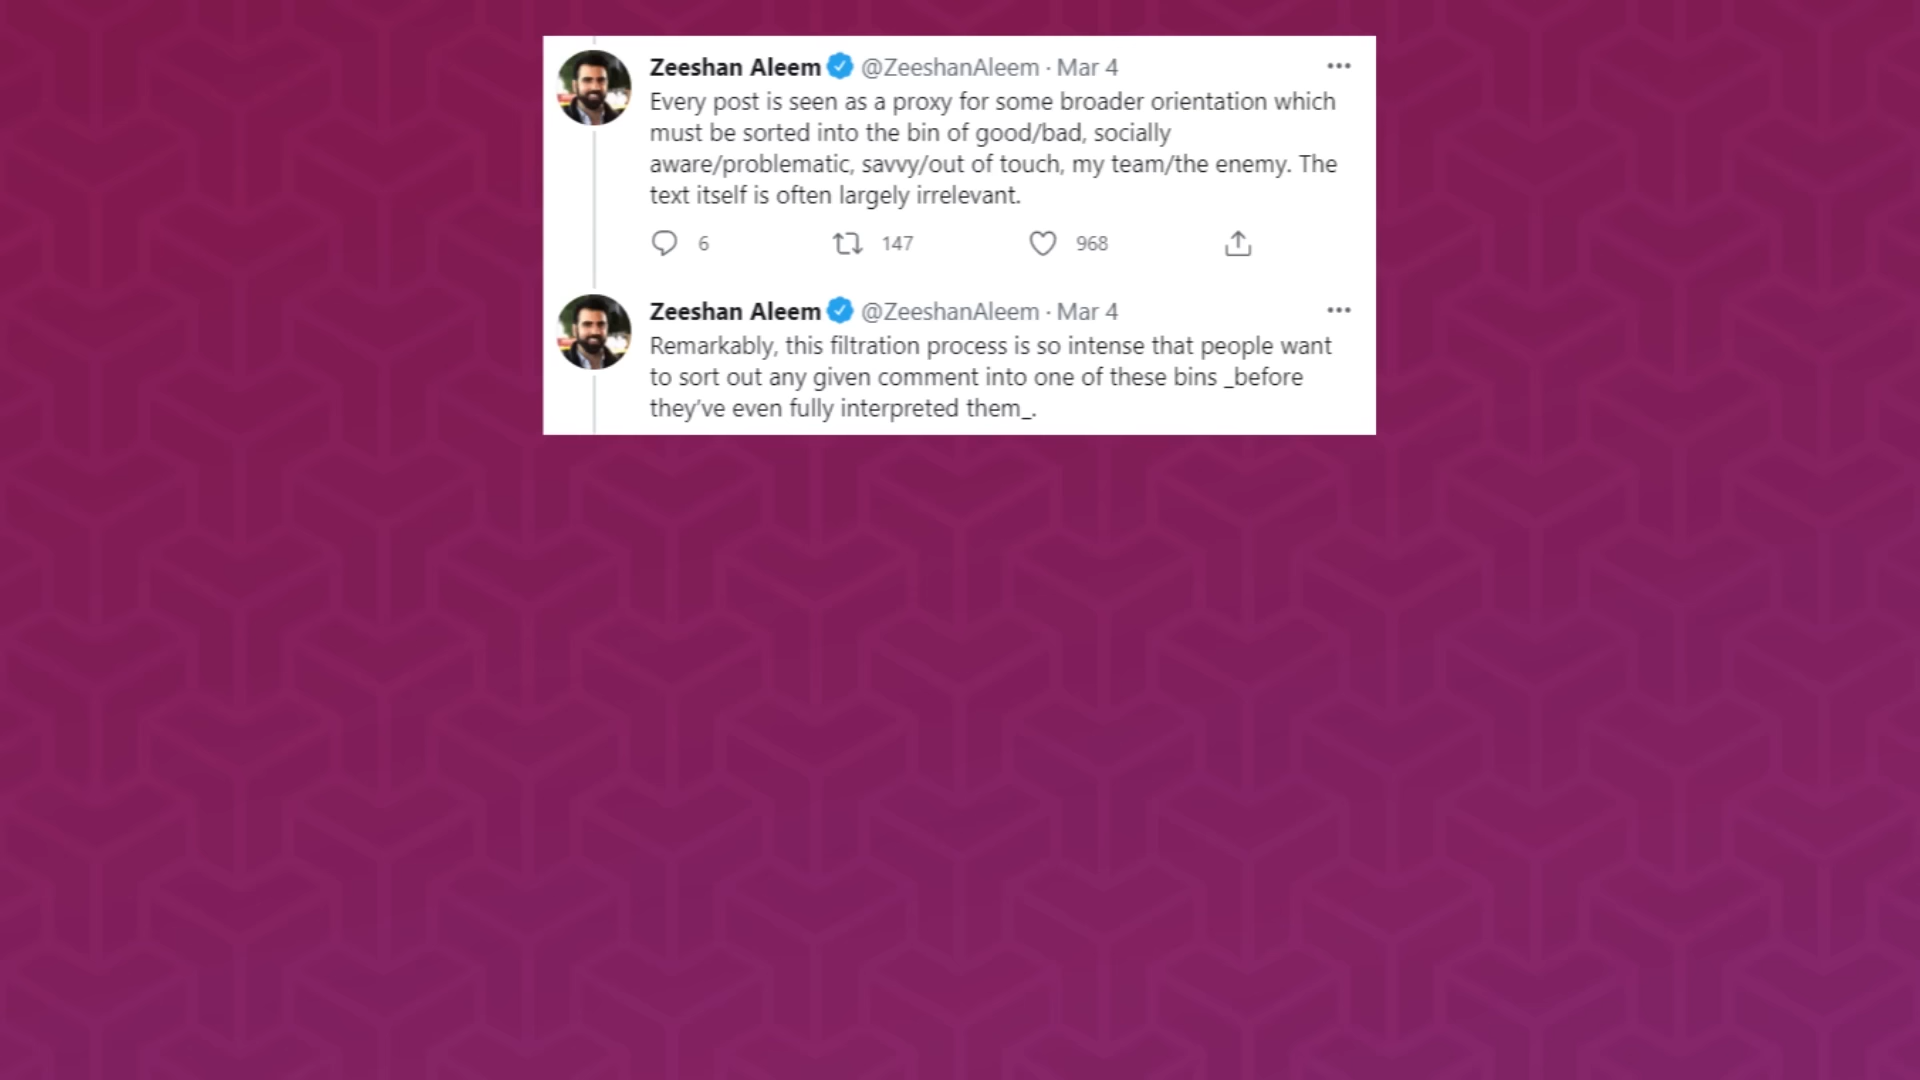 Zeeshan Aleem @ZeeshanAleem · Mar 4
Every post is seen as a proxy for some broader orientation which
must be sorted into the bin of good/bad, socially
aware/problematic, savvy/out of touch, my team/the enemy. The
text itself is often largely irrelevant.
6 147 968
Zeeshan Aleem @ZeeshanAleem · Mar 4
Remarkably, this filtration process is so intense that people want
to sort out any given comment into one of these bins _before
they’ve even fully interpreted them_.